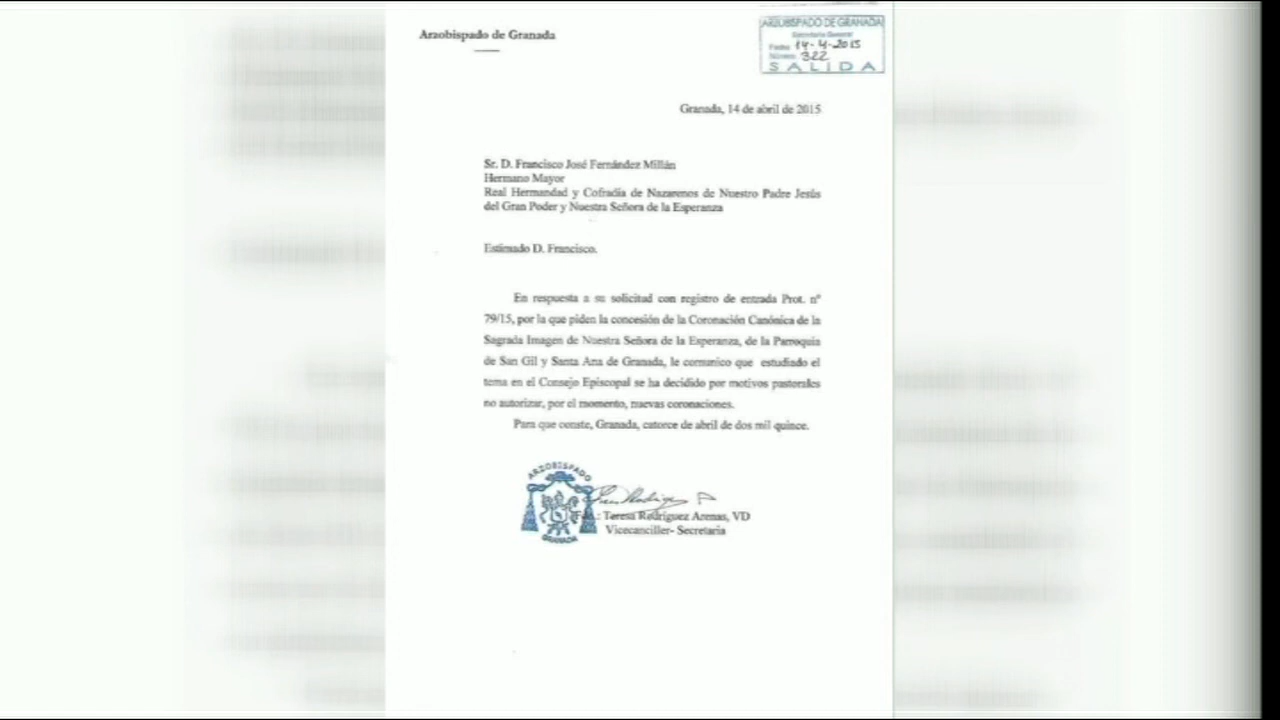 Arzobispado de Granada
ARZOBISPADO DE GRANADA
Secretaría General
Fecha 14-4-2015
Número 322
SALIDA
Granada, 14 de abril de 2015
Sr. D. Francisco José Fernández Millán
Hermano Mayor
Real Hermandad y Cofradía de Nazarenos de Nuestro Padre Jesús
del Gran Poder y Nuestra Señora de la Esperanza
Estimado D. Francisco.
En respuesta a su solicitud con registro de entrada Prot. nº
79/15, por la que piden la concesión de la Coronación Canónica de la
Sagrada Imagen de Nuestra Señora de la Esperanza, de la Parroquia
de San Gil y Santa Ana de Granada, le comunico que estudiado el
tema en el Consejo Episcopal se ha decidido por motivos pastorales
no autorizar, por el momento, nuevas coronaciones.
Para que conste, Granada, catorce de abril de dos mil quince.
ARZOBISPADO
GRANADA
Teresa Rodríguez Arenas, VD
Vicecanciller- Secretaria